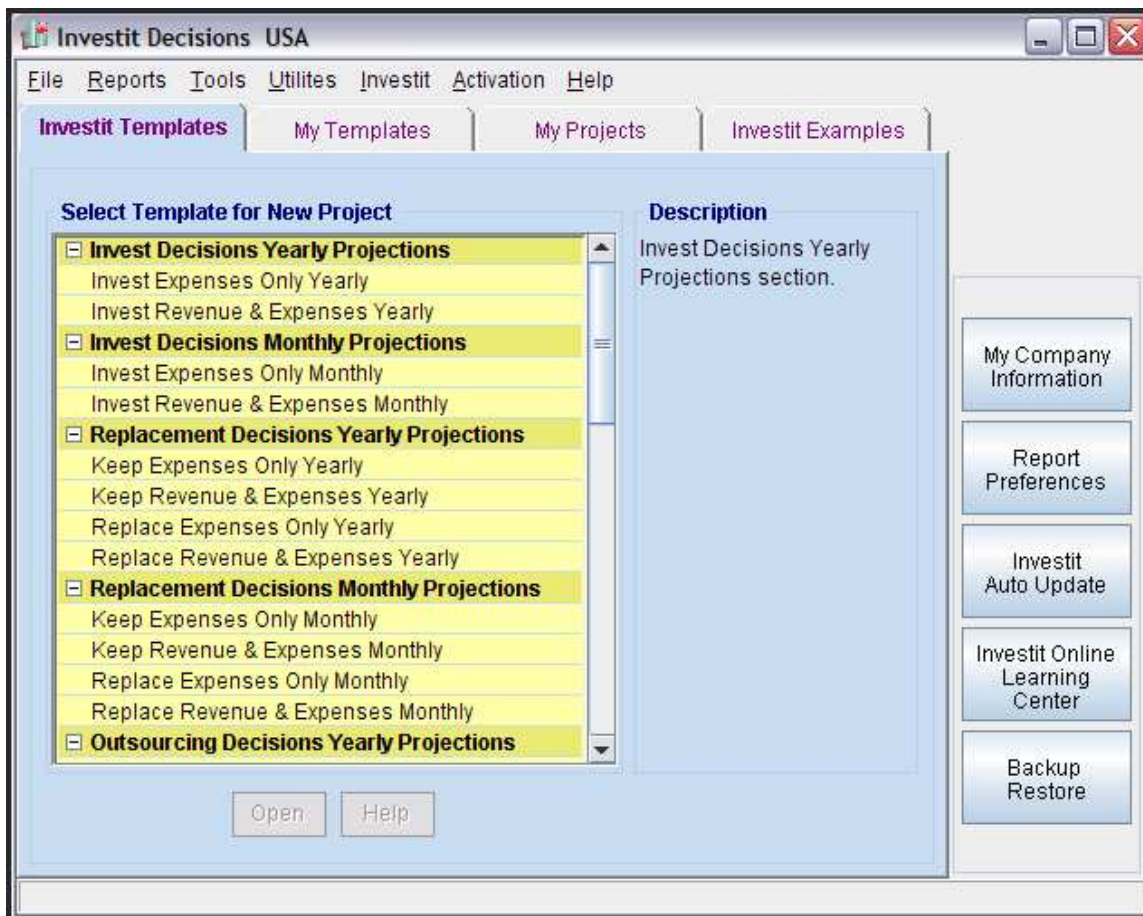 Investit Decisions USA
File Reports Tools Utilites Investit Activation Help
Investit Templates My Templates My Projects Investit Examples
Select Template for New Project
Invest Decisions Yearly Projections
Invest Expenses Only Yearly
Invest Revenue & Expenses Yearly
Invest Decisions Monthly Projections
Invest Expenses Only Monthly
Invest Revenue & Expenses Monthly
Replacement Decisions Yearly Projections
Keep Expenses Only Yearly
Keep Revenue & Expenses Yearly
Replace Expenses Only Yearly
Replace Revenue & Expenses Yearly
Replacement Decisions Monthly Projections
Keep Expenses Only Monthly
Keep Revenue & Expenses Monthly
Replace Expenses Only Monthly
Replace Revenue & Expenses Monthly
Outsourcing Decisions Yearly Projections
Open Help
Description
Invest Decisions Yearly
Projections section.
My Company
Information
Report
Preferences
Investit
Auto Update
Investit Online
Learning
Center
Backup
Restore